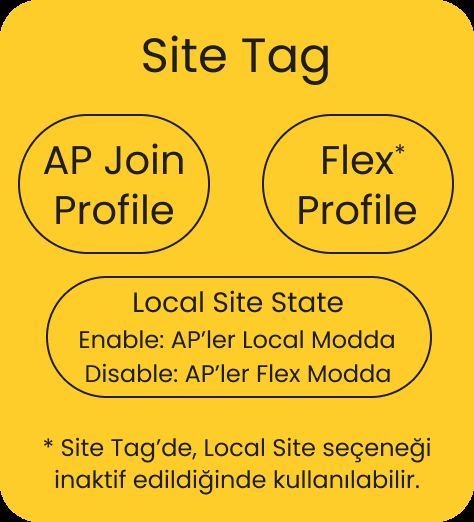 Site Tag
AP Join
Profile
Flex*
Profile
Local Site State
Enable: AP’ler Local Modda
Disable: AP’ler Flex Modda
* Site Tag’de, Local Site seçeneği
inaktif edildiğinde kullanılabilir.